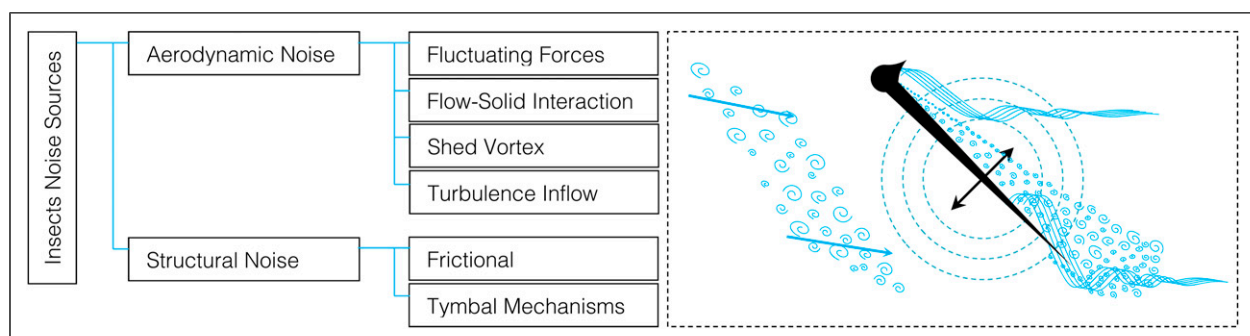 Insects Noise Sources
Aerodynamic Noise
Fluctuating Forces
Flow-Solid Interaction
Shed Vortex
Turbulence Inflow
Structural Noise
Frictional
Tymbal Mechanisms